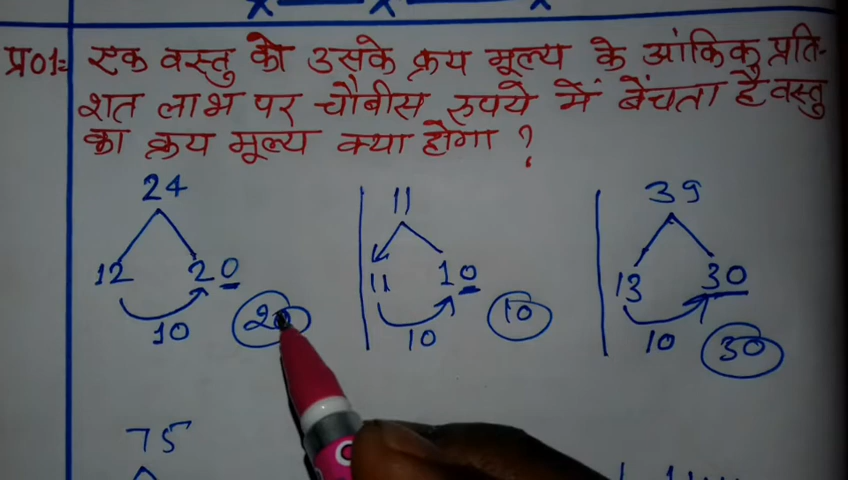 प्र०1:- एक वस्तु को उसके क्रय मूल्य के आंकिक प्रति-
शत लाभ पर चौबीस रुपये में बेंचता है वस्तु
का क्रय मूल्य क्या होगा ?
24 11 39
12 20 11 10 13 30
10 20 10 10 10 30
75